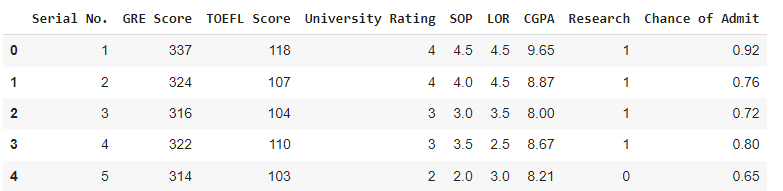 Serial No. GRE Score TOEFL Score University Rating SOP LOR CGPA Research Chance of Admit
0 1 337 118 4 4.5 4.5 9.65 1 0.92
1 2 324 107 4 4.0 4.5 8.87 1 0.76
2 3 316 104 3 3.0 3.5 8.00 1 0.72
3 4 322 110 3 3.5 2.5 8.67 1 0.80
4 5 314 103 2 2.0 3.0 8.21 0 0.65